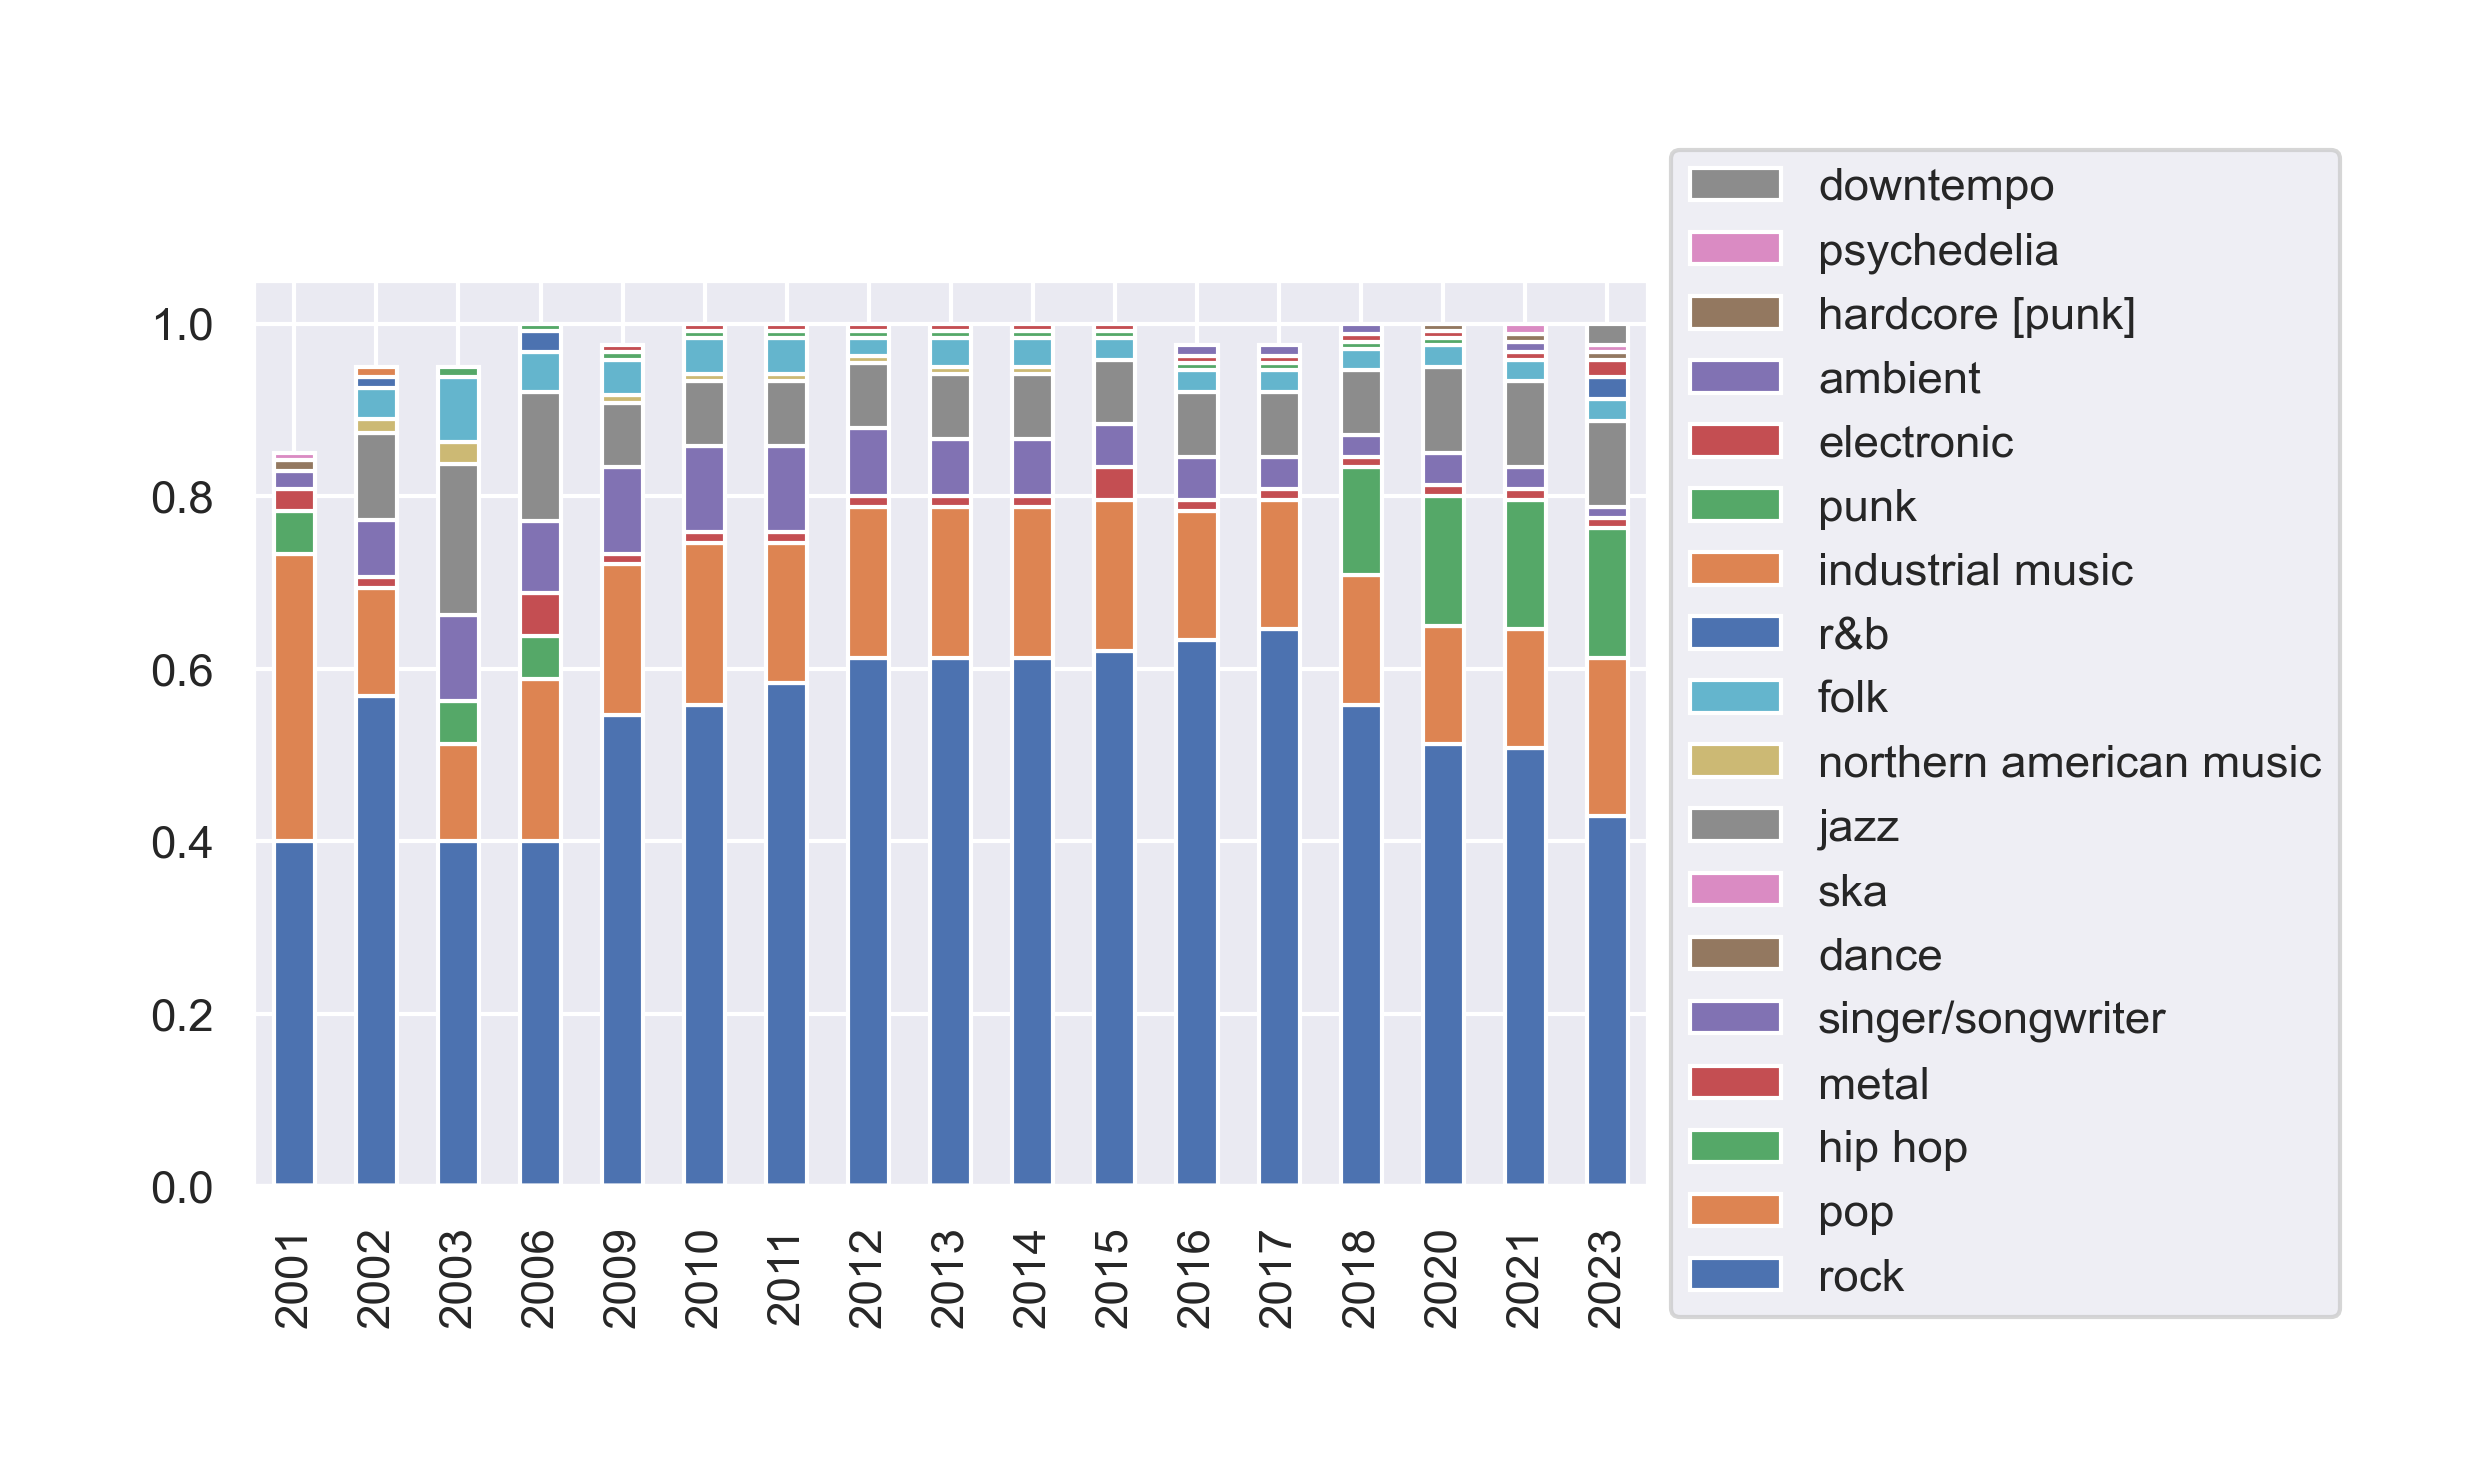 1.0
0.8
0.6
0.4
0.2
0.0
2001
2002
2003
2006
2009
2010
2011
2012
2013
2014
2015
2016
2017
2018
2020
2021
2023
downtempo
psychedelia
hardcore [punk]
ambient
electronic
punk
industrial music
r&b
folk
northern american music
jazz
ska
dance
singer/songwriter
metal
hip hop
pop
rock